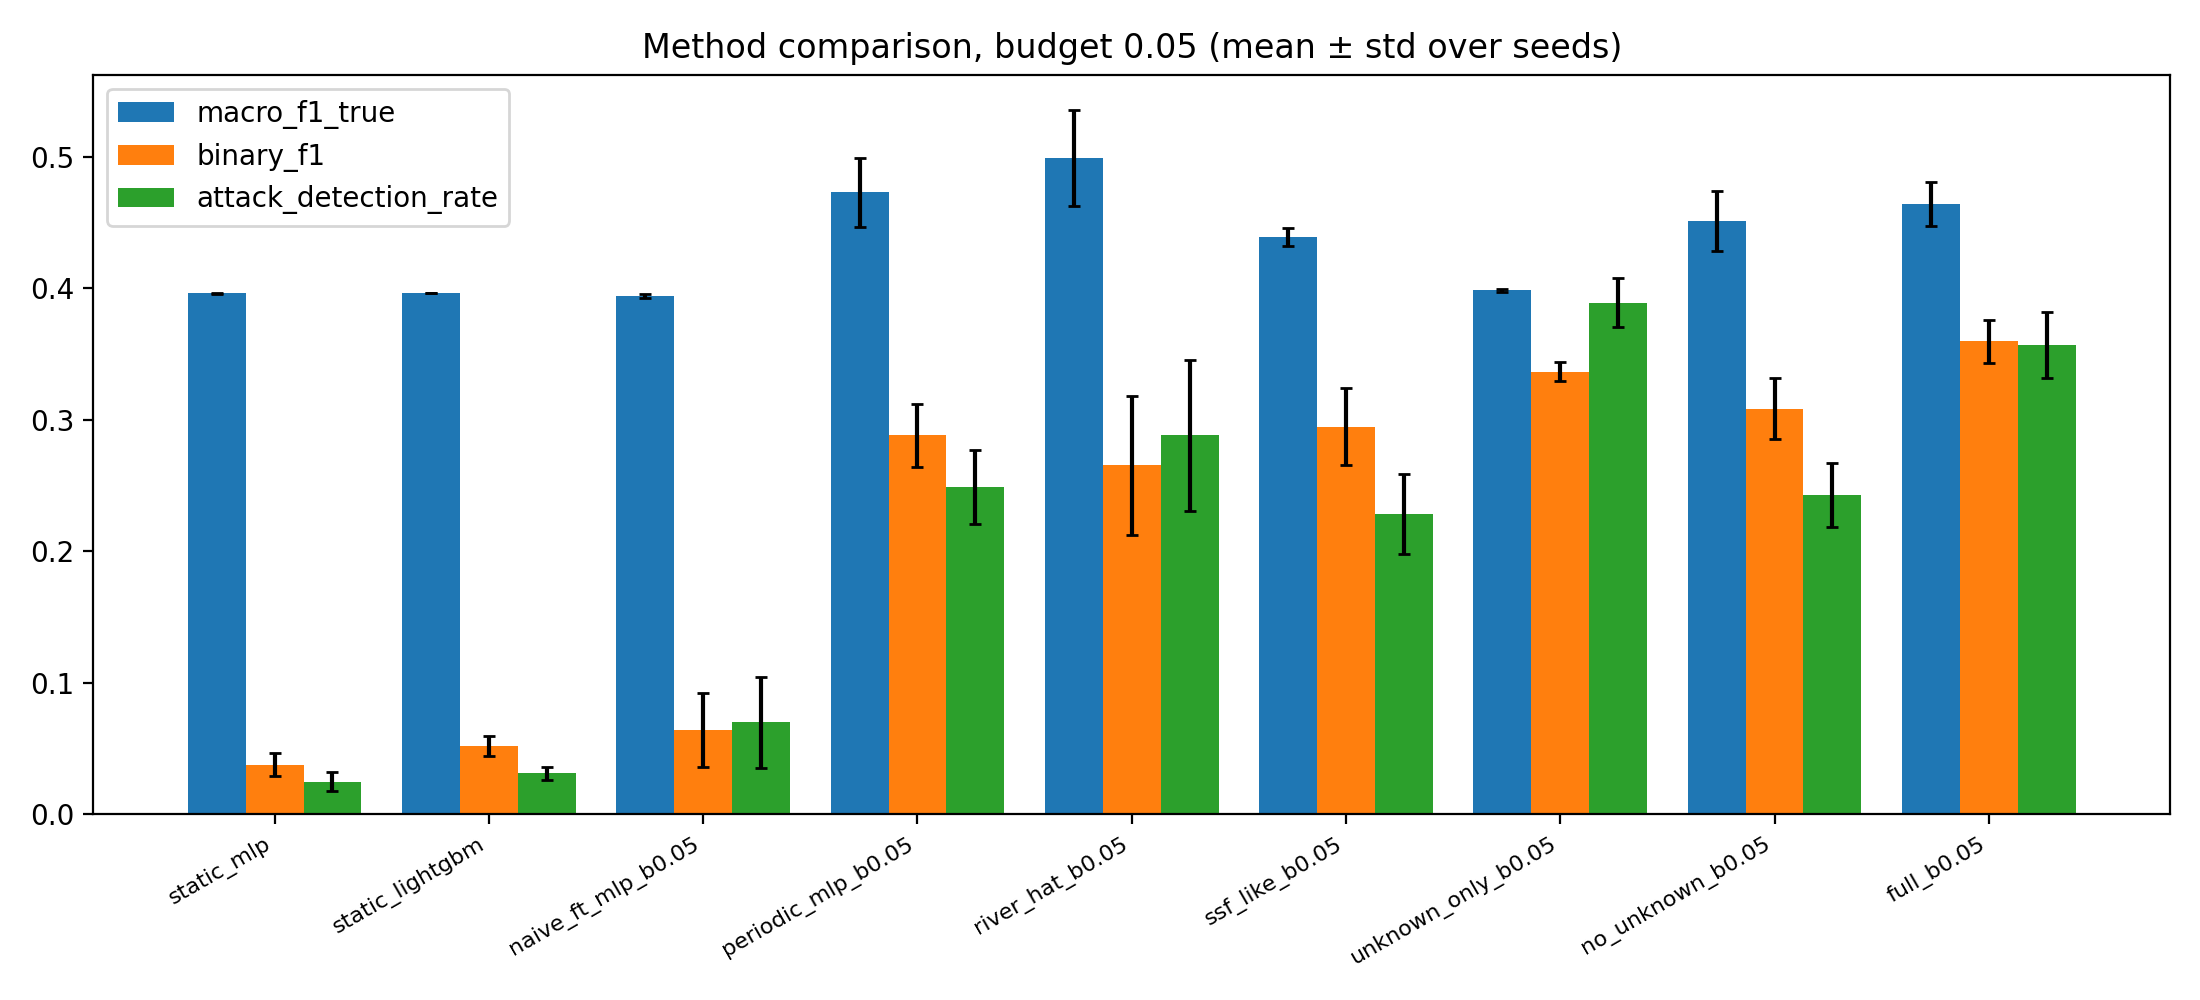 Method comparison, budget 0.05 (mean ± std over seeds)
macro_f1_true
binary_f1
attack_detection_rate
0.5
0.4
0.3
0.2
0.1
0.0
static_mlp
static_lightgbm
naive_ft_mlp_b0.05
periodic_mlp_b0.05
river_hat_b0.05
ssf_like_b0.05
unknown_only_b0.05
no_unknown_b0.05
full_b0.05